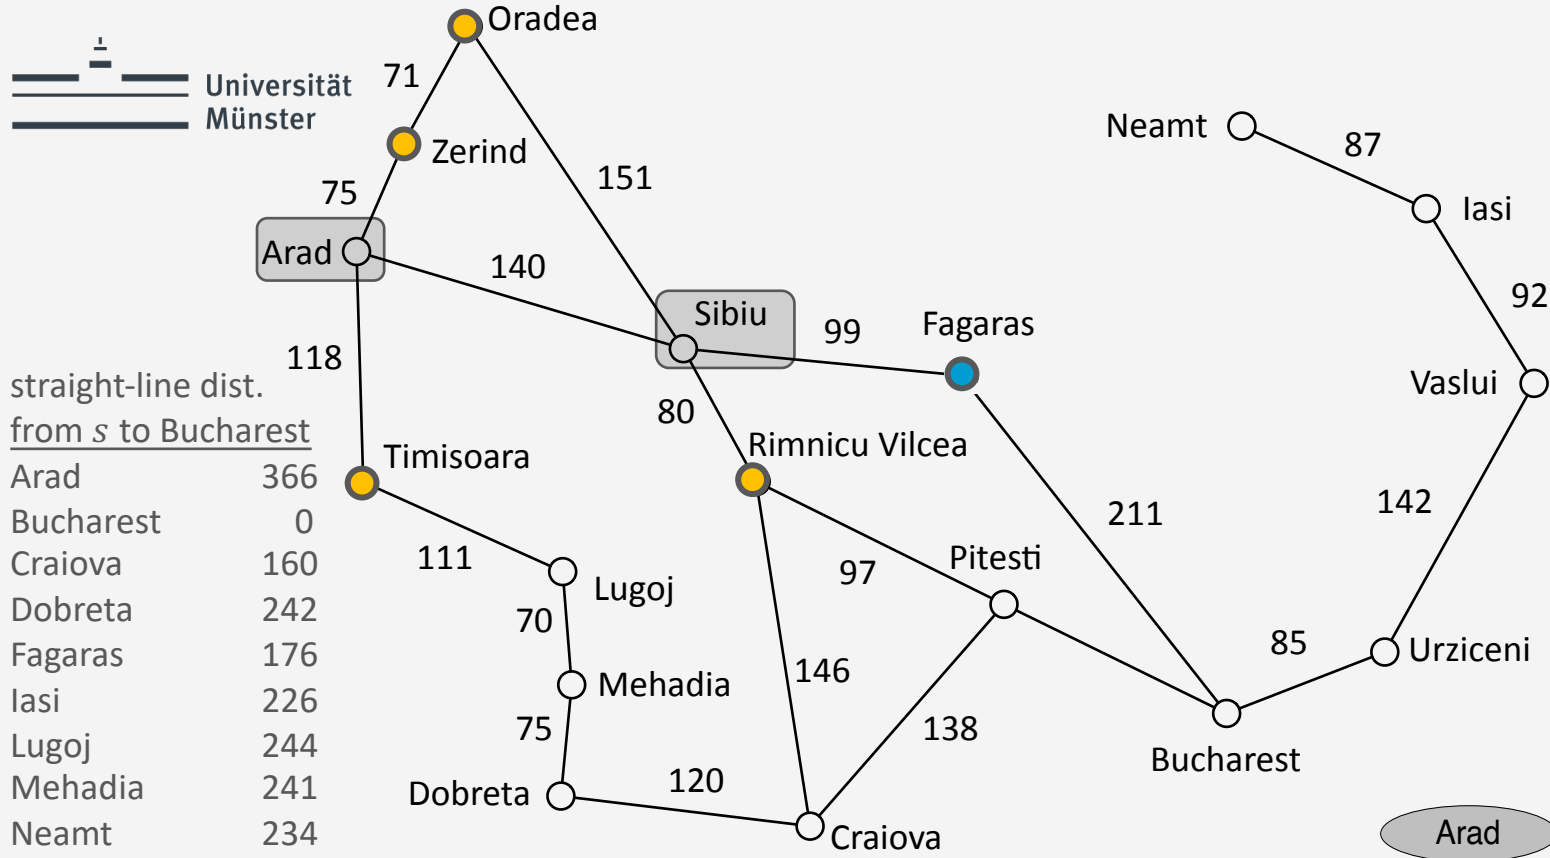 Universität
Münster
Oradea
71
Zerind
Neamt
87
151
75
Iasi
Arad
140
92
Sibiu
99
Fagaras
118
Vaslui
80
straight-line dist.
from s to Bucharest
Arad 366
Bucharest 0
Craiova 160
Dobreta 242
Fagaras 176
Iasi 226
Lugoj 244
Mehadia 241
Neamt 234
Timisoara
Rimnicu Vilcea
142
211
111
97
Pitesti
Lugoj
70
85
Urziceni
146
Mehadia
75
138
Bucharest
Dobreta
120
Craiova
Arad